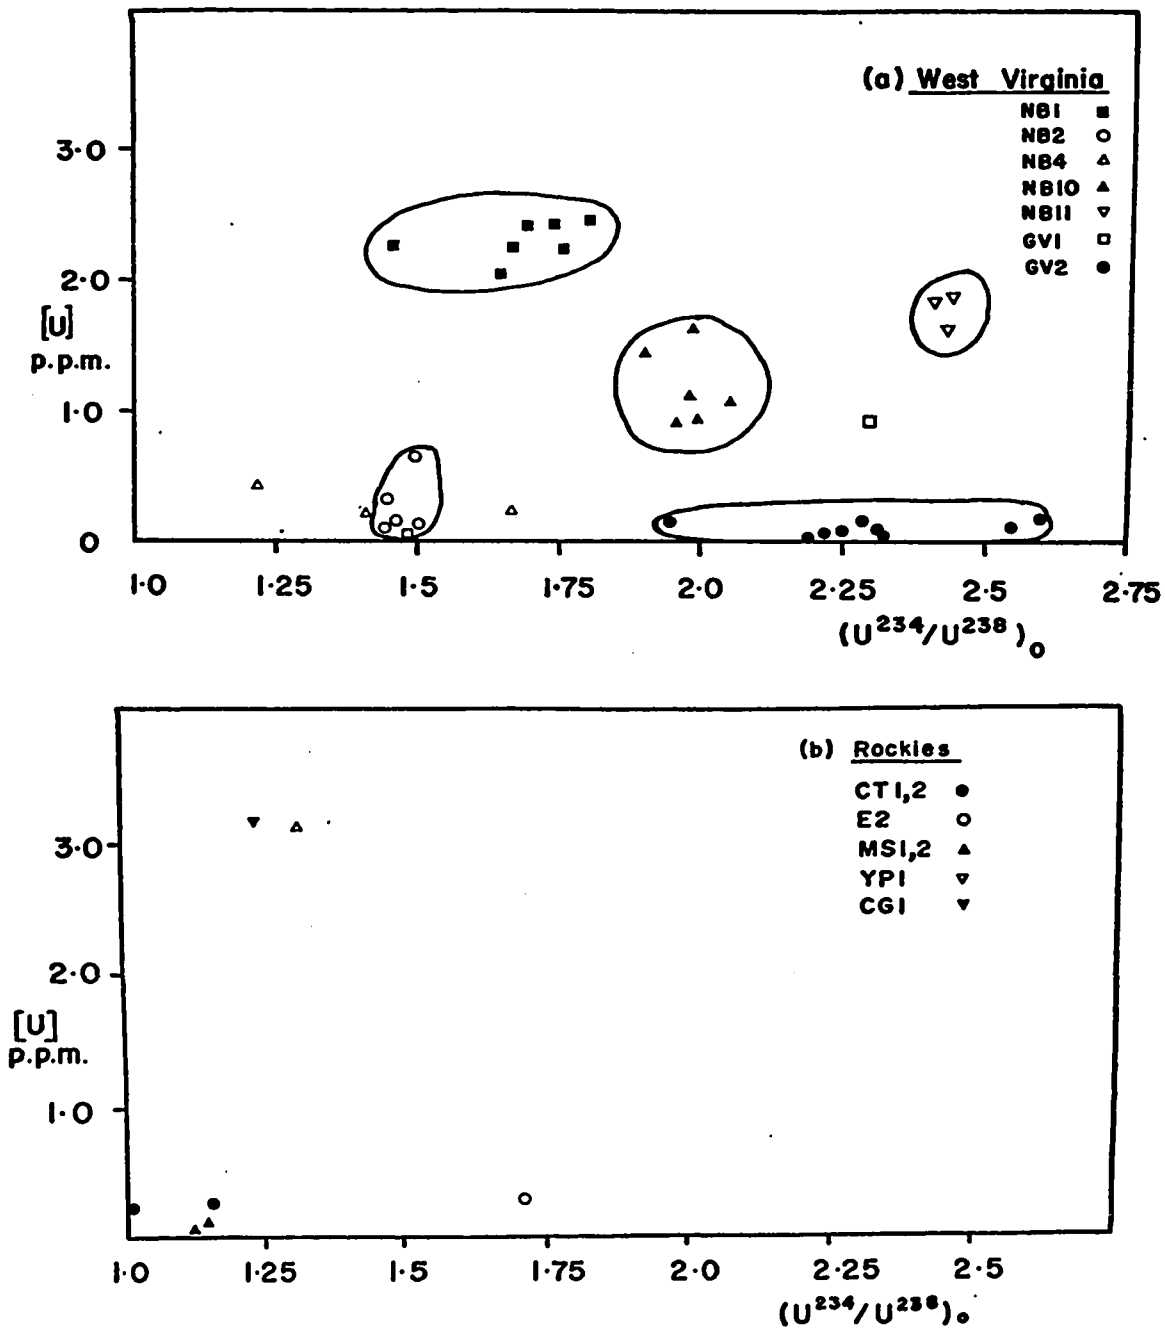 (a) West Virginia
NB1
NB2
NB4
NB10
NB11
GV1
GV2
3·0
2·0
[U]
p.p.m.
1·0
0
1·0 1·25 1·5 1·75 2·0 2·25 2·5 2·75
(U²³⁴/U²³⁸)₀
(b) Rockies
CT1,2
E2
MS1,2
YP1
CG1
3·0
2·0
[U]
p.p.m.
1·0
1·0 1·25 1·5 1·75 2·0 2·25 2·5
(U²³⁴/U²³⁸)₀